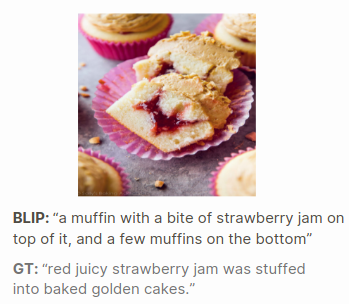 BLIP: “a muffin with a bite of strawberry jam on
top of it, and a few muffins on the bottom”
GT: “red juicy strawberry jam was stuffed
into baked golden cakes.”